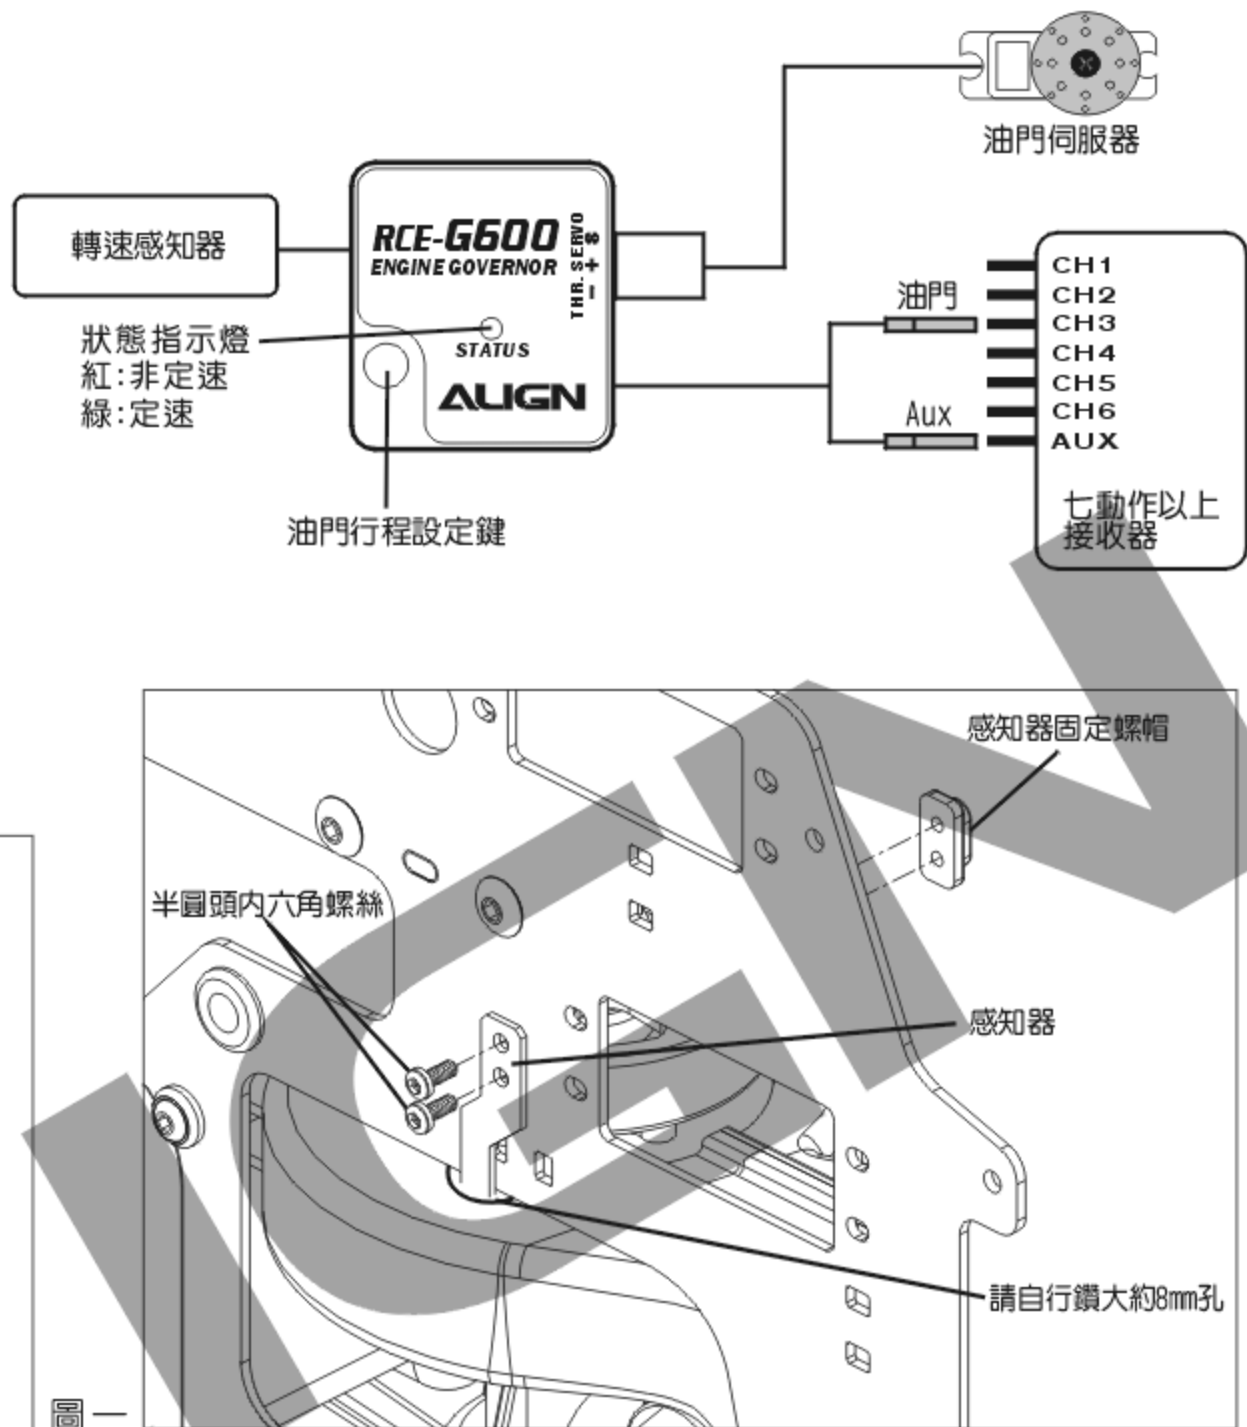 油門伺服器
轉速感知器
RCE-G600
ENGINE GOVERNOR
THR. SERVO
- + S
狀態指示燈
紅:非定速
綠:定速
STATUS
ALIGN
油門行程設定鍵
油門
Aux
CH1
CH2
CH3
CH4
CH5
CH6
AUX
七動作以上
接收器
感知器固定螺帽
半圓頭內六角螺絲
感知器
請自行鑽大約8mm孔
圖一